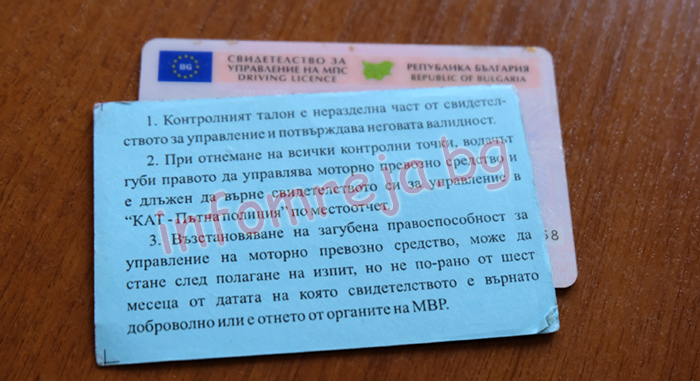 BG
СВИДЕТЕЛСТВО ЗА
УПРАВЛЕНИЕ НА МПС
DRIVING LICENCE
РЕПУБЛИКА БЪЛГАРИЯ
REPUBLIC OF BULGARIA
1. Контролният талон е неразделна част от свидетел-
ството за управление и потвърждава неговата валидност.
2. При отнемане на всички контролни точки, водачът
губи правото да управлява моторно превозно средство и
е длъжен да върне свидетелството си за управление в
“КАТ - Пътна полиция” по местоотчет.
3. Възстановяване на загубена правоспособност за
управление на моторно превозно средство, може да
стане след полагане на изпит, но не по-рано от шест
месеца от датата на която свидетелството е върнато
доброволно или е отнето от органите на МВР.
58
infomreja.bg